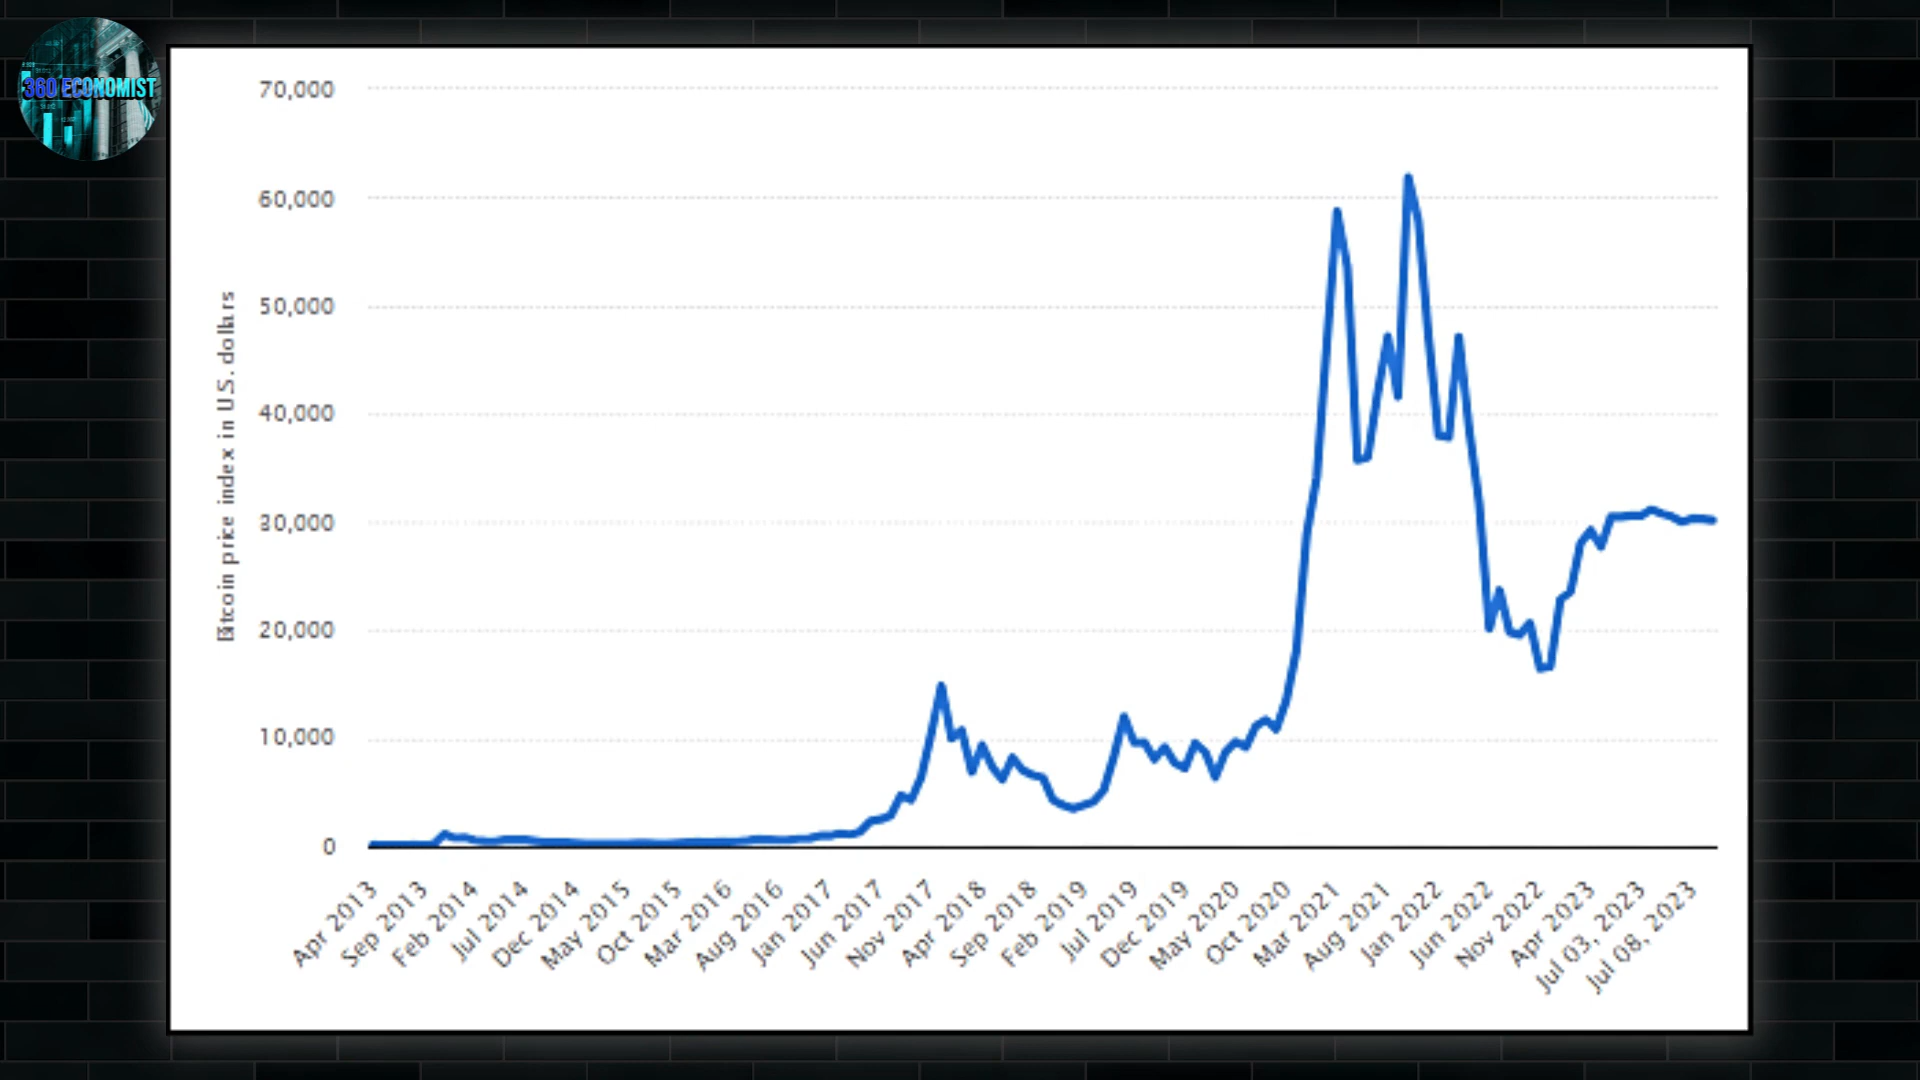 360 ECONOMIST
70,000
60,000
50,000
40,000
30,000
20,000
10,000
0
Bitcoin price index in U.S. dollars
Apr 2013
Sep 2013
Feb 2014
Jul 2014
Dec 2014
May 2015
Oct 2015
Mar 2016
Aug 2016
Jan 2017
Jun 2017
Nov 2017
Apr 2018
Sep 2018
Feb 2019
Jul 2019
Dec 2019
May 2020
Oct 2020
Mar 2021
Aug 2021
Jan 2022
Jun 2022
Nov 2022
Apr 2023
Jul 03, 2023
Jul 08, 2023